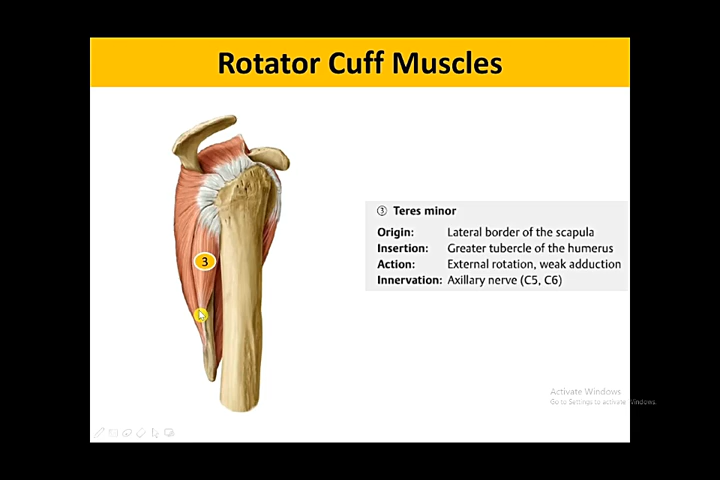 Rotator Cuff Muscles
3
③ Teres minor
Origin: Lateral border of the scapula
Insertion: Greater tubercle of the humerus
Action: External rotation, weak adduction
Innervation: Axillary nerve (C5, C6)
Activate Windows
Go to Settings to activate Windows.